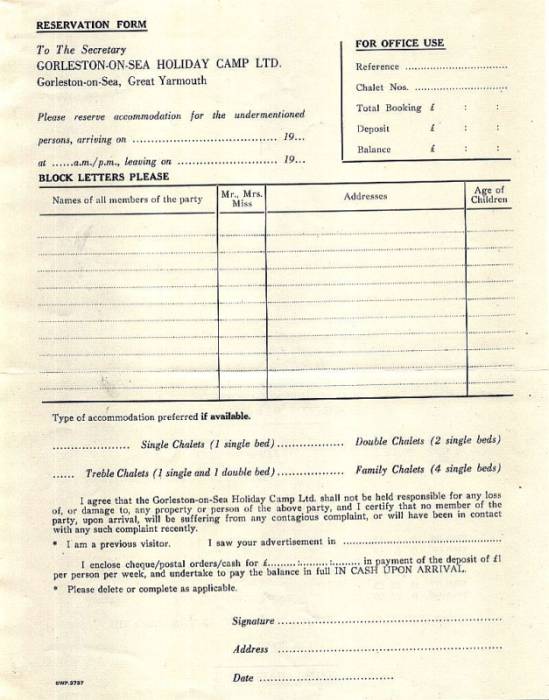 RESERVATION FORM
To The Secretary
GORLESTON-ON-SEA HOLIDAY CAMP LTD.
Gorleston-on-Sea, Great Yarmouth
Please reserve accommodation for the undermentioned
persons, arriving on ........................................ 19...
at ......a.m./p.m., leaving on ............................ 19...
FOR OFFICE USE
Reference ..............................
Chalet Nos. ...........................
Total Booking £ : :
Deposit £ : :
Balance £ : :
BLOCK LETTERS PLEASE
Names of all members of the party
Mr., Mrs.
Miss
Addresses
Age of
Children
Type of accommodation preferred if available.
...................... Single Chalets (1 single bed) .................. Double Chalets (2 single beds)
...... Treble Chalets (1 single and 1 double bed) .................. Family Chalets (4 single beds)
I agree that the Gorleston-on-Sea Holiday Camp Ltd. shall not be held responsible for any loss
of, or damage to, any property or person of the above party, and I certify that no member of the
party, upon arrival, will be suffering from any contagious complaint, or will have been in contact
with any such complaint recently.
* I am a previous visitor. I saw your advertisement in ........................................
I enclose cheque/postal orders/cash for £.........:.........:......... in payment of the deposit of £1
per person per week, and undertake to pay the balance in full IN CASH UPON ARRIVAL.
* Please delete or complete as applicable.
Signature ............................................................
Address ............................................................
Date ....................................